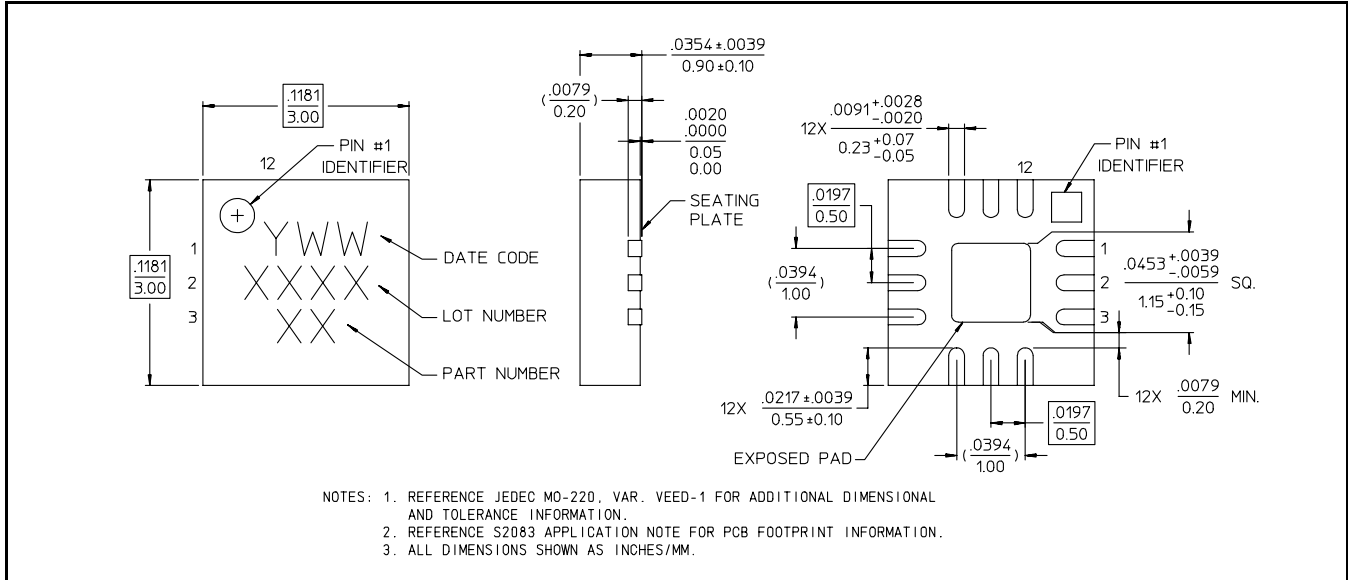 .1181
3.00
12
PIN #1
IDENTIFIER
.1181
3.00
1
2
3
YWW
XXXX
XX
DATE CODE
LOT NUMBER
PART NUMBER
.0354±.0039
0.90±0.10
(.0079
0.20)
.0020
.0000
0.05
0.00
SEATING
PLATE
12X .0091 +.0028 -.0020
0.23 +0.07 -0.05
12
PIN #1
IDENTIFIER
.0197
0.50
(.0394
1.00)
1
2
3
.0453 +.0039 -.0059
1.15 +0.10 -0.15
SQ.
12X .0217±.0039
0.55±0.10
EXPOSED PAD
(.0394
1.00)
.0197
0.50
12X .0079 MIN.
0.20
NOTES: 1. REFERENCE JEDEC MO-220, VAR. VEED-1 FOR ADDITIONAL DIMENSIONAL
AND TOLERANCE INFORMATION.
2. REFERENCE S2083 APPLICATION NOTE FOR PCB FOOTPRINT INFORMATION.
3. ALL DIMENSIONS SHOWN AS INCHES/MM.